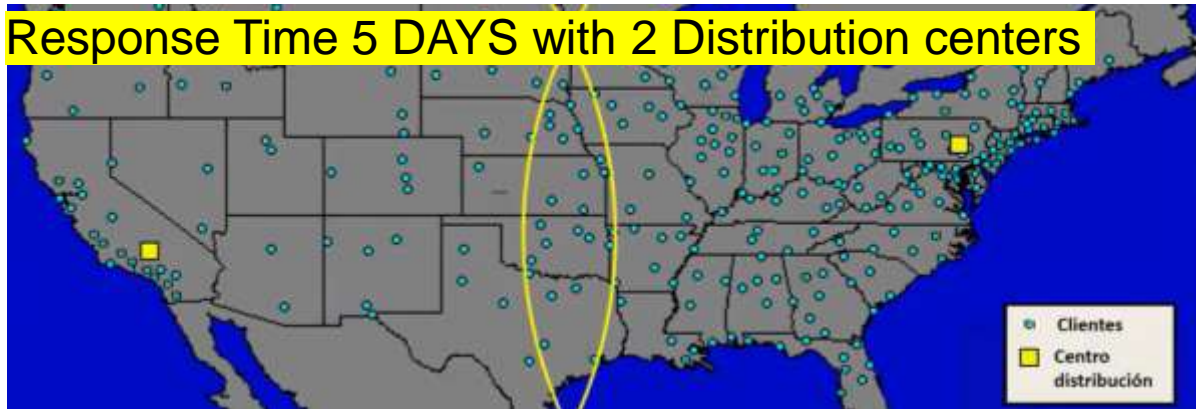 Response Time 5 DAYS with 2 Distribution centers
Clientes
Centro
distribución